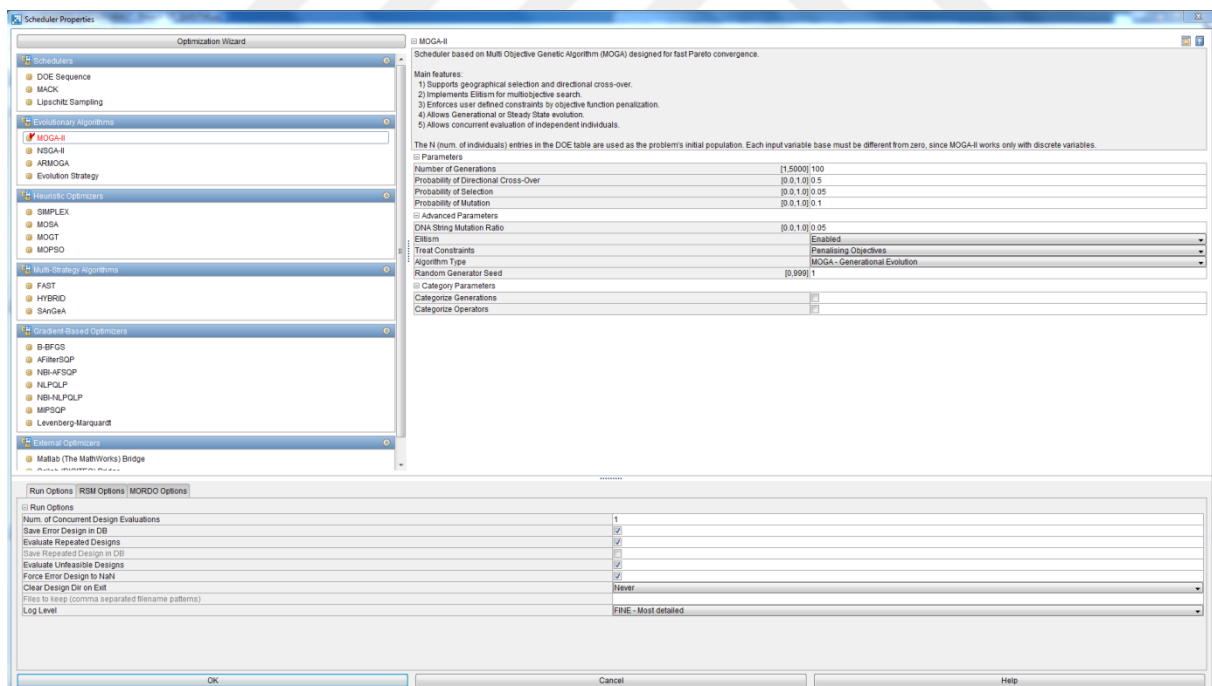 Scheduler Properties
Optimization Wizard
Schedulers
DOE Sequence
MACK
Lipschitz Sampling
Evolutionary Algorithms
MOGA-II
NSGA-II
ARMOGA
Evolution Strategy
Heuristic Optimizers
SIMPLEX
MOSA
MOGT
MOPSO
Multi-Strategy Algorithms
FAST
HYBRID
SAnGeA
Gradient-Based Optimizers
B-BFGS
AFilterSQP
NBI-AFSQP
NLPQLP
NBI-NLPQLP
MIPSQP
Levenberg-Marquardt
External Optimizers
Matlab (The MathWorks) Bridge
MOGA-II
Scheduler based on Multi Objective Genetic Algorithm (MOGA) designed for fast Pareto convergence.
Main features:
1) Supports geographical selection and directional cross-over.
2) Implements Elitism for multiobjective search.
3) Enforces user defined constraints by objective function penalization.
4) Allows Generational or Steady State evolution.
5) Allows concurrent evaluation of independent individuals.
The N (num. of individuals) entries in the DOE table are used as the problem's initial population. Each input variable base must be different from zero, since MOGA-II works only with discrete variables.
Parameters
Number of Generations [1,5000] 100
Probability of Directional Cross-Over [0.0,1.0] 0.5
Probability of Selection [0.0,1.0] 0.05
Probability of Mutation [0.0,1.0] 0.1
Advanced Parameters
DNA String Mutation Ratio [0.0,1.0] 0.05
Elitism Enabled
Treat Constraints Penalising Objectives
Algorithm Type MOGA - Generational Evolution
Random Generator Seed [0,999] 1
Category Parameters
Categorize Generations
Categorize Operators
Run Options RSM Options MORDO Options
Run Options
Num. of Concurrent Design Evaluations 1
Save Error Design in DB
Evaluate Repeated Designs
Save Repeated Design in DB
Evaluate Unfeasible Designs
Force Error Design to NaN
Clear Design Dir on Exit Never
Files to keep (comma separated filename patterns)
Log Level FINE - Most detailed
OK Cancel Help